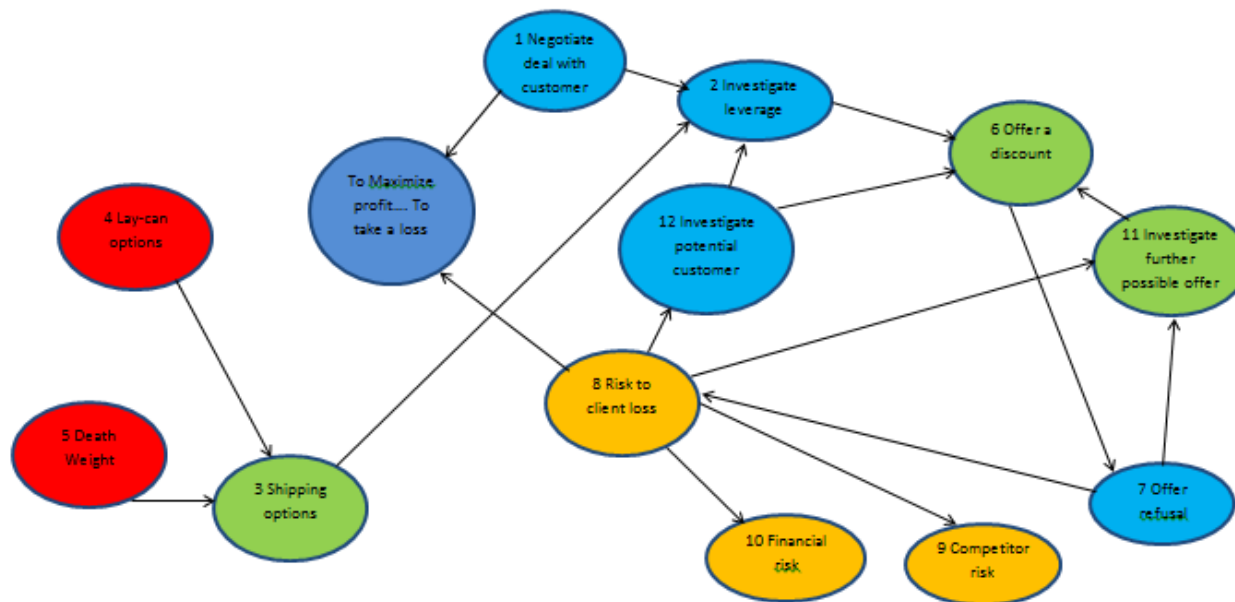 1 Negotiate
deal with
customer
2 Investigate
leverage
6 Offer a
discount
To Maximize
profit.... To
take a loss
4 Lay-can
options
12 Investigate
potential
customer
11 Investigate
further
possible offer
8 Risk to
client loss
5 Death
Weight
3 Shipping
options
7 Offer
refusal
10 Financial
risk
9 Competitor
risk